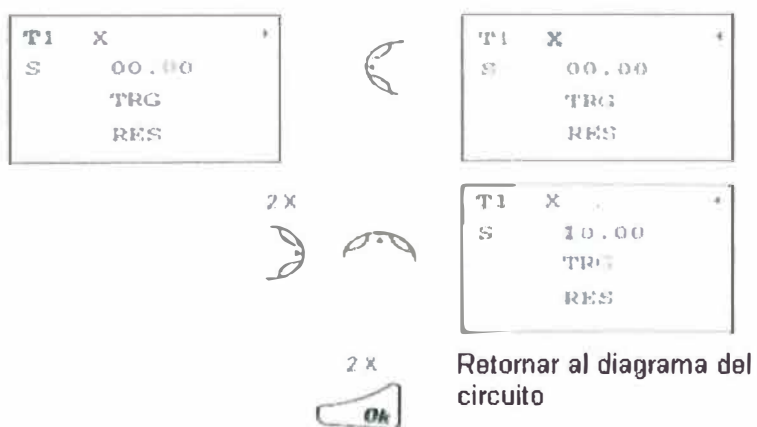 T1 X
S 00.00
TRG
RES
T1 X
S 00.00
TRG
RES
2 X
T1 X
S 10.00
TRG
RES
2 X
Ok
Retornar al diagrama del
circuito